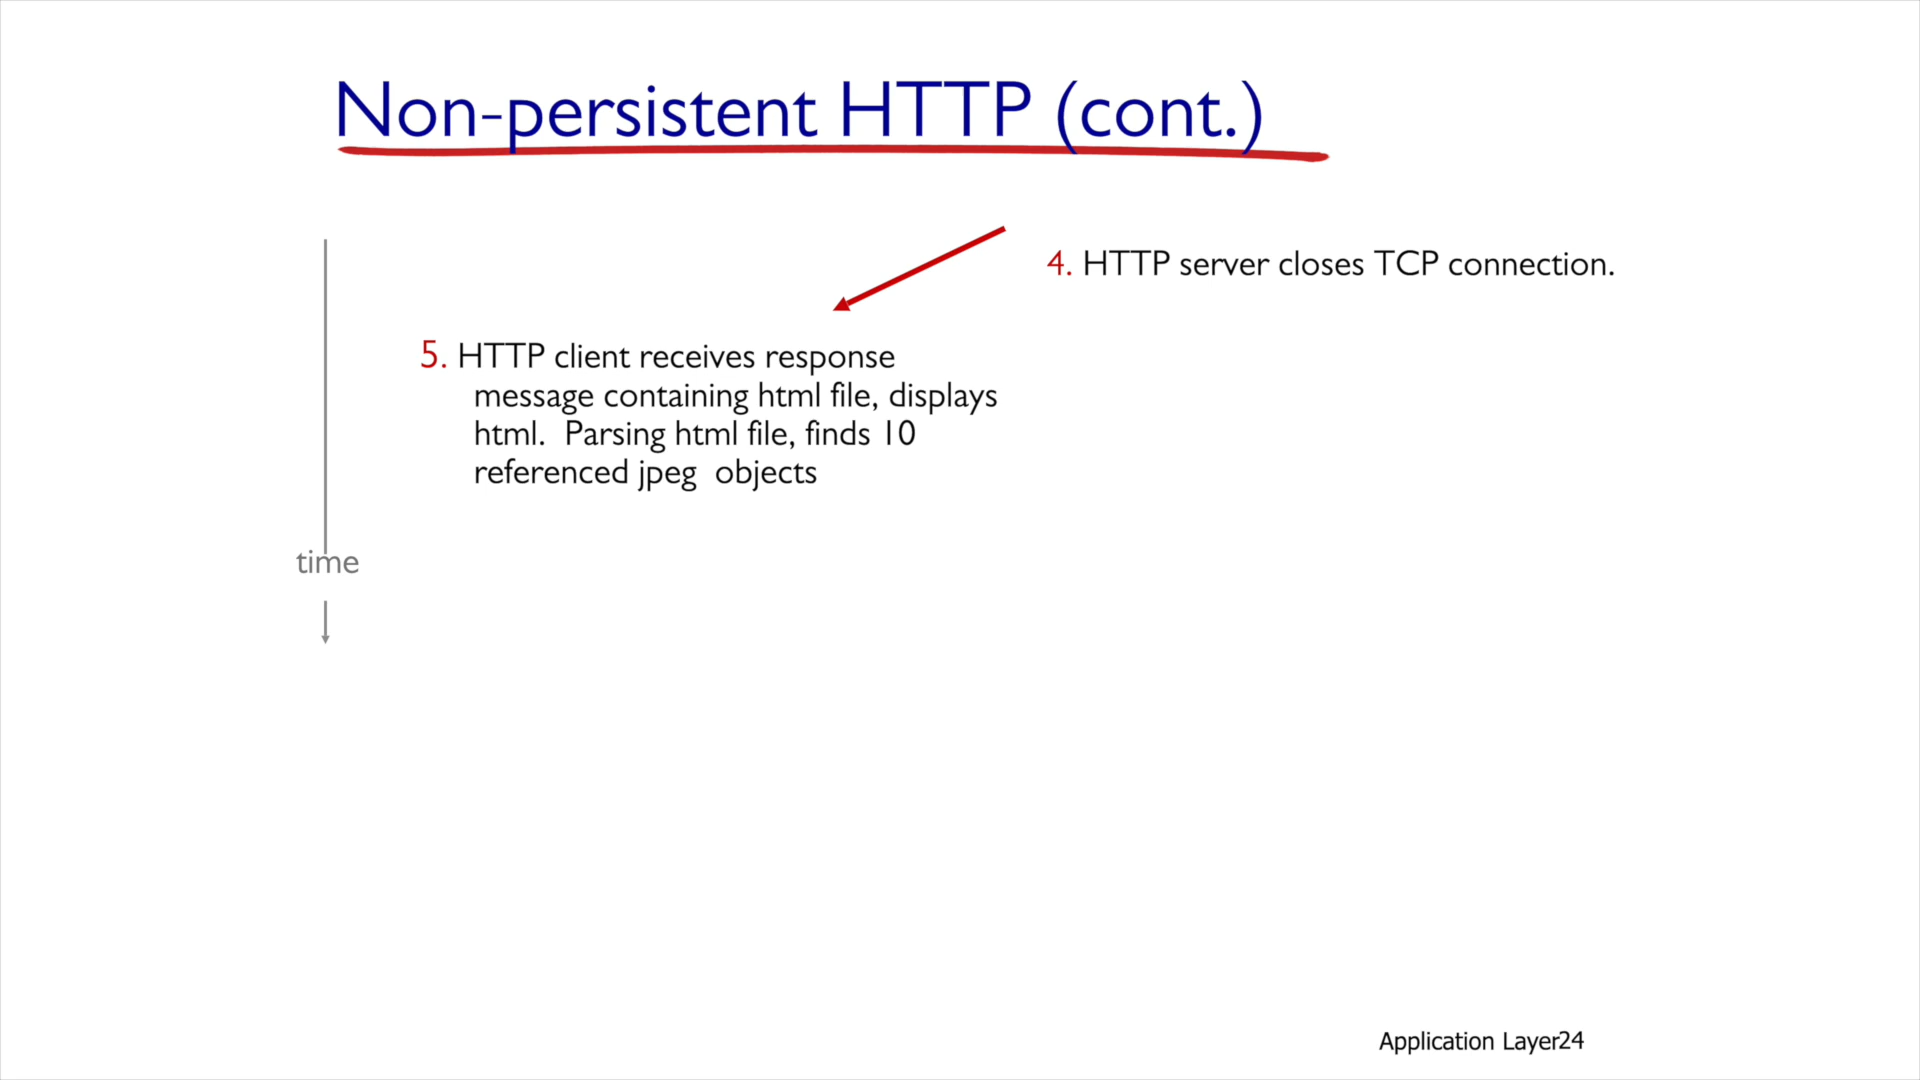 Non-persistent HTTP (cont.)
4. HTTP server closes TCP connection.
5. HTTP client receives response
message containing html file, displays
html.  Parsing html file, finds 10
referenced jpeg  objects
time
Application Layer24